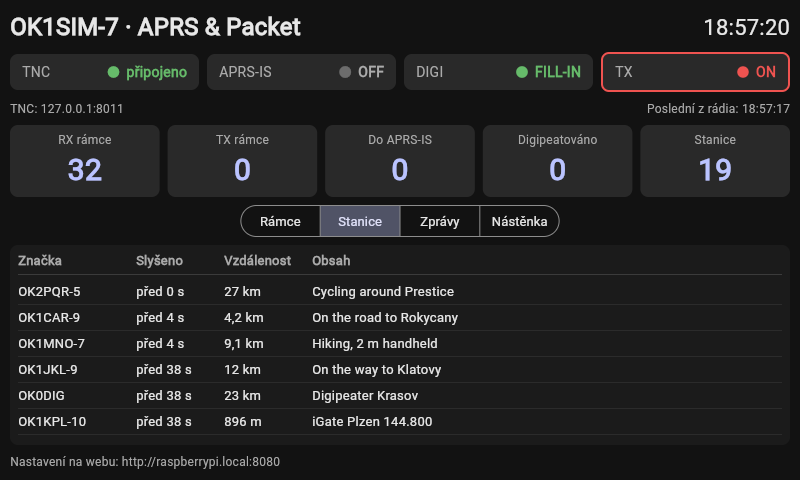 OK1SIM-7 · APRS & Packet 18:57:20
TNC připojeno APRS-IS OFF DIGI FILL-IN TX ON
TNC: 127.0.0.1:8011 Poslední z rádia: 18:57:17
RX rámce TX rámce Do APRS-IS Digipeatováno Stanice
32 0 0 0 19
Rámce Stanice Zprávy Nástěnka
Značka Slyšeno Vzdálenost Obsah
OK2PQR-5 před 0 s 27 km Cycling around Prestice
OK1CAR-9 před 4 s 4,2 km On the road to Rokycany
OK1MNO-7 před 4 s 9,1 km Hiking, 2 m handheld
OK1JKL-9 před 38 s 12 km On the way to Klatovy
OK0DIG před 38 s 23 km Digipeater Krasov
OK1KPL-10 před 38 s 896 m iGate Plzen 144.800
Nastavení na webu: http://raspberrypi.local:8080